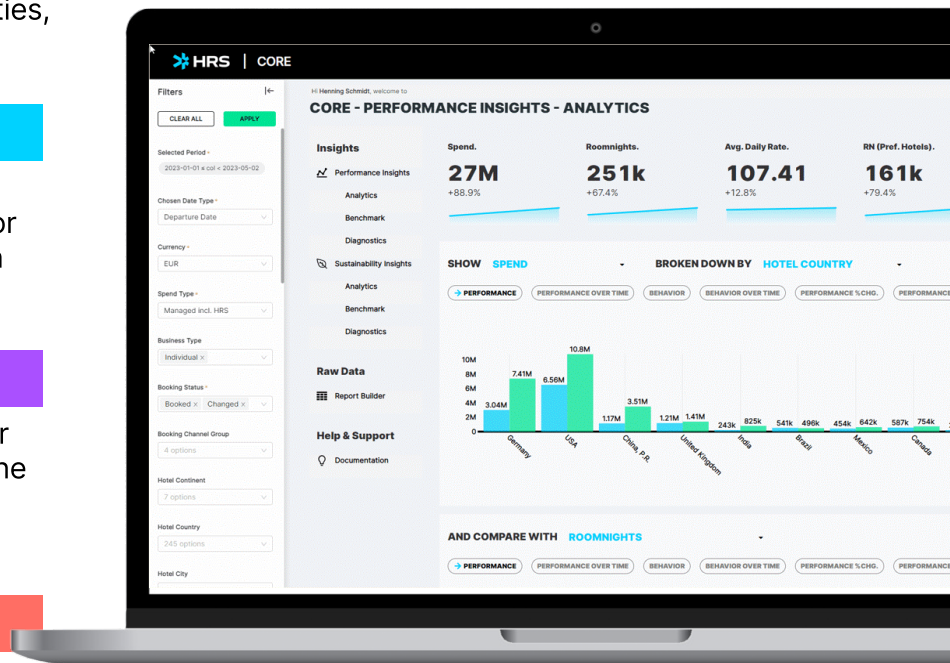 ties,
or
r
ne
HRS | CORE
Filters
CLEAR ALL
APPLY
Selected Period
2023-01-01 ≤ col < 2023-05-02
Chosen Date Type
Departure Date
Currency
EUR
Spend Type
Managed incl. HRS
Business Type
Individual ×
Booking Status
Booked × Changed ×
Booking Channel Group
4 options
Hotel Continent
7 options
Hotel Country
245 options
Hotel City
Hi Henning Schmidt, welcome to
CORE - PERFORMANCE INSIGHTS - ANALYTICS
Insights
Performance Insights
Analytics
Benchmark
Diagnostics
Sustainability Insights
Analytics
Benchmark
Diagnostics
Raw Data
Report Builder
Help & Support
Documentation
Spend.
27M
+88.9%
Roomnights.
251k
+67.4%
Avg. Daily Rate.
107.41
+12.8%
RN (Pref. Hotels).
161k
+79.4%
SHOW SPEND BROKEN DOWN BY HOTEL COUNTRY
PERFORMANCE PERFORMANCE OVER TIME BEHAVIOR BEHAVIOR OVER TIME PERFORMANCE %CHG. PERFORMANCE
10M
8M
6M
4M
2M
0
3.04M 7.41M 6.56M 10.8M 1.17M 3.51M 1.21M 1.41M 243k 825k 541k 496k 454k 642k 587k 754k
Germany USA China, P.R. United Kingdom India Brazil Mexico Canada
AND COMPARE WITH ROOMNIGHTS
PERFORMANCE PERFORMANCE OVER TIME BEHAVIOR BEHAVIOR OVER TIME PERFORMANCE %CHG. PERFORMANCE